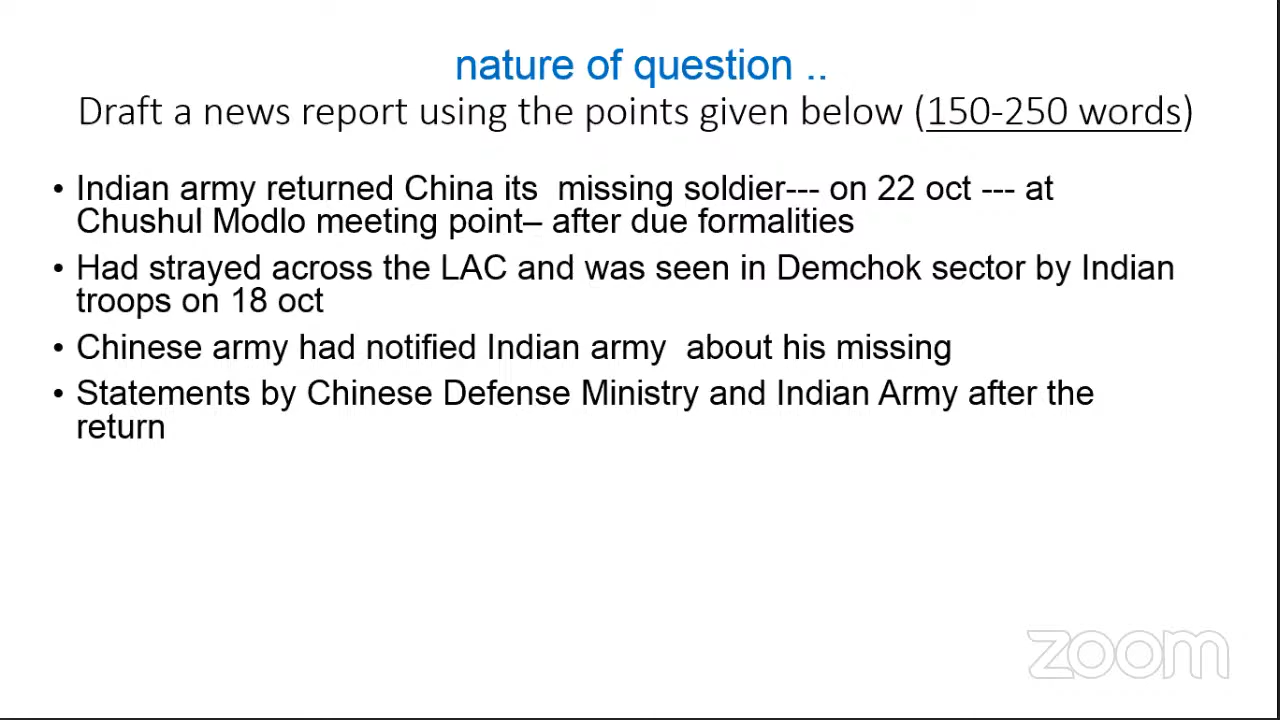 nature of question ..
Draft a news report using the points given below (150-250 words)
• Indian army returned China its  missing soldier--- on 22 oct --- at
Chushul Modlo meeting point– after due formalities
• Had strayed across the LAC and was seen in Demchok sector by Indian
troops on 18 oct
• Chinese army had notified Indian army  about his missing
• Statements by Chinese Defense Ministry and Indian Army after the
return
zoom